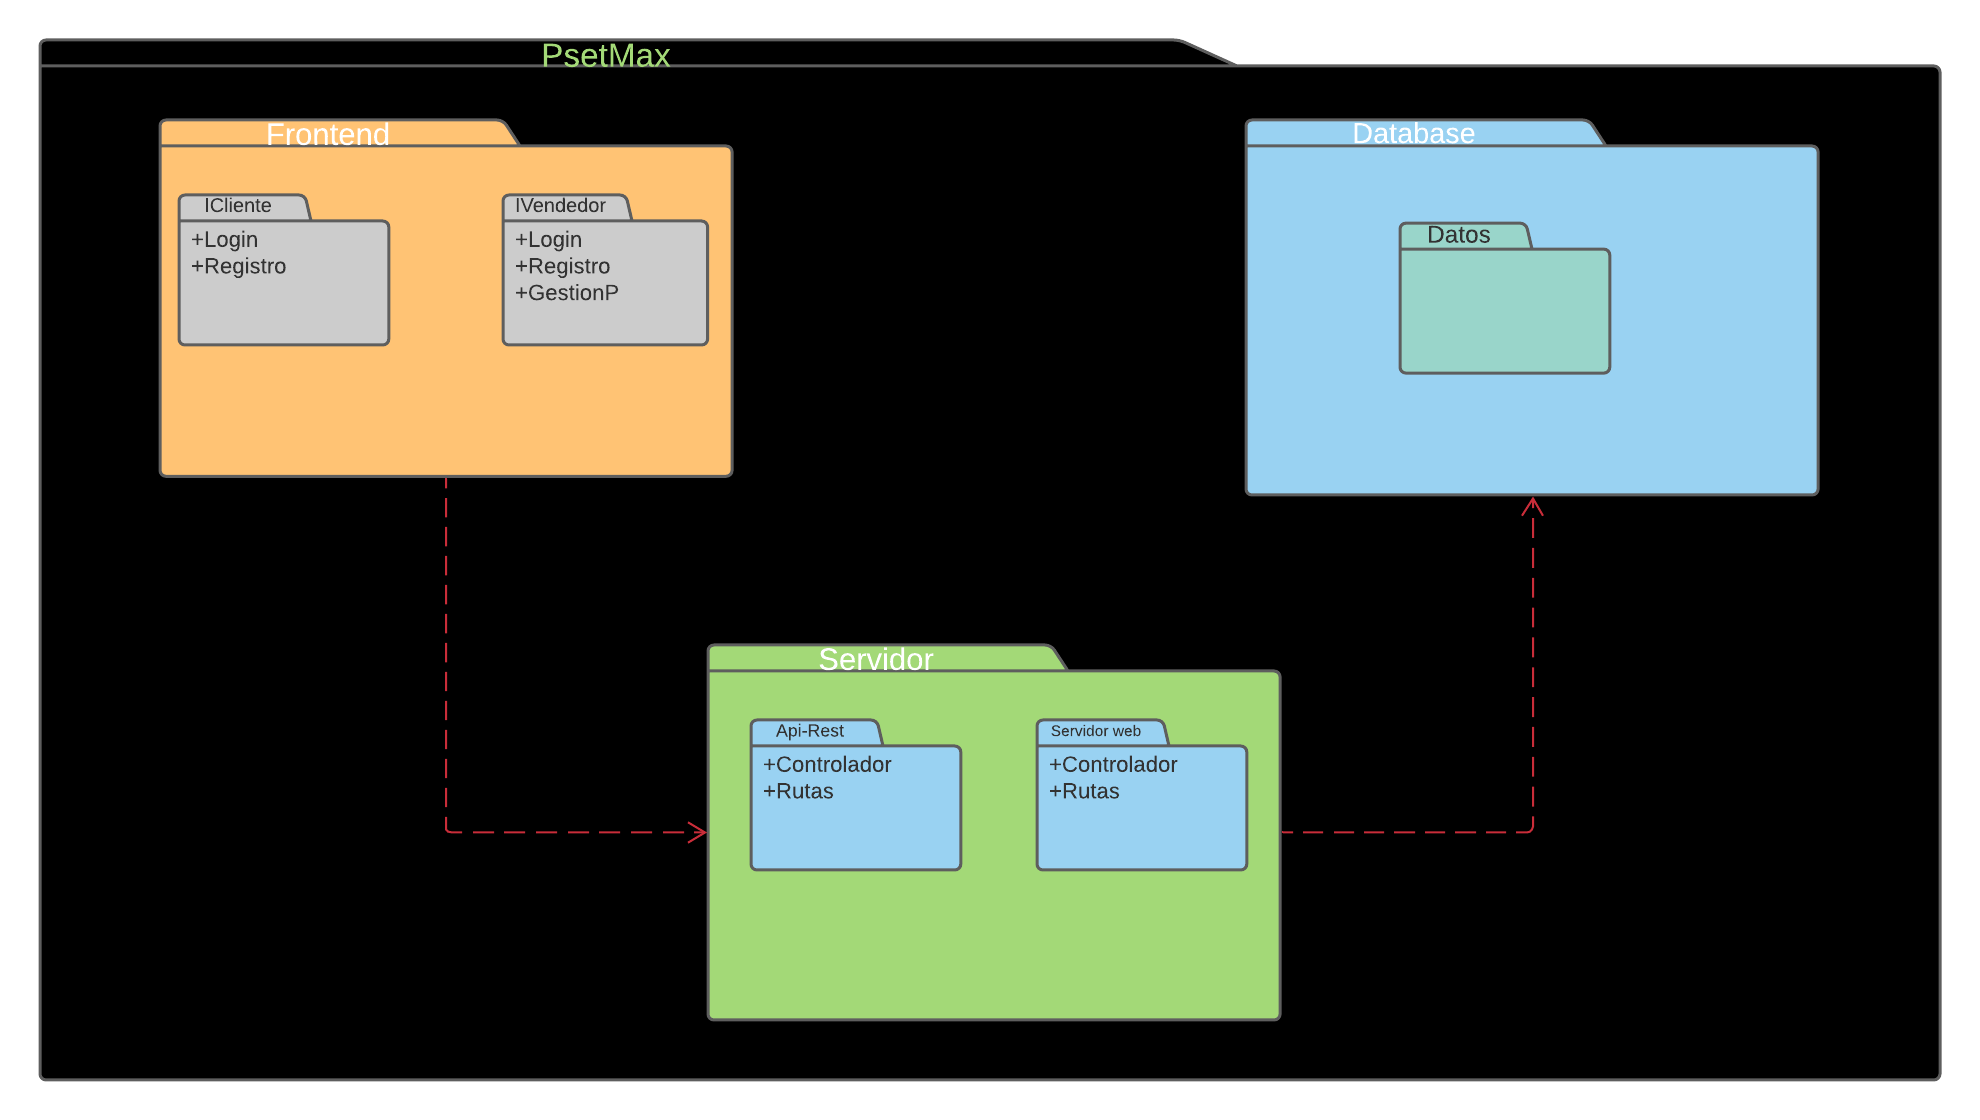 PsetMax
Frontend
ICliente
+Login
+Registro
IVendedor
+Login
+Registro
+GestionP
Database
Datos
Servidor
Api-Rest
+Controlador
+Rutas
Servidor web
+Controlador
+Rutas